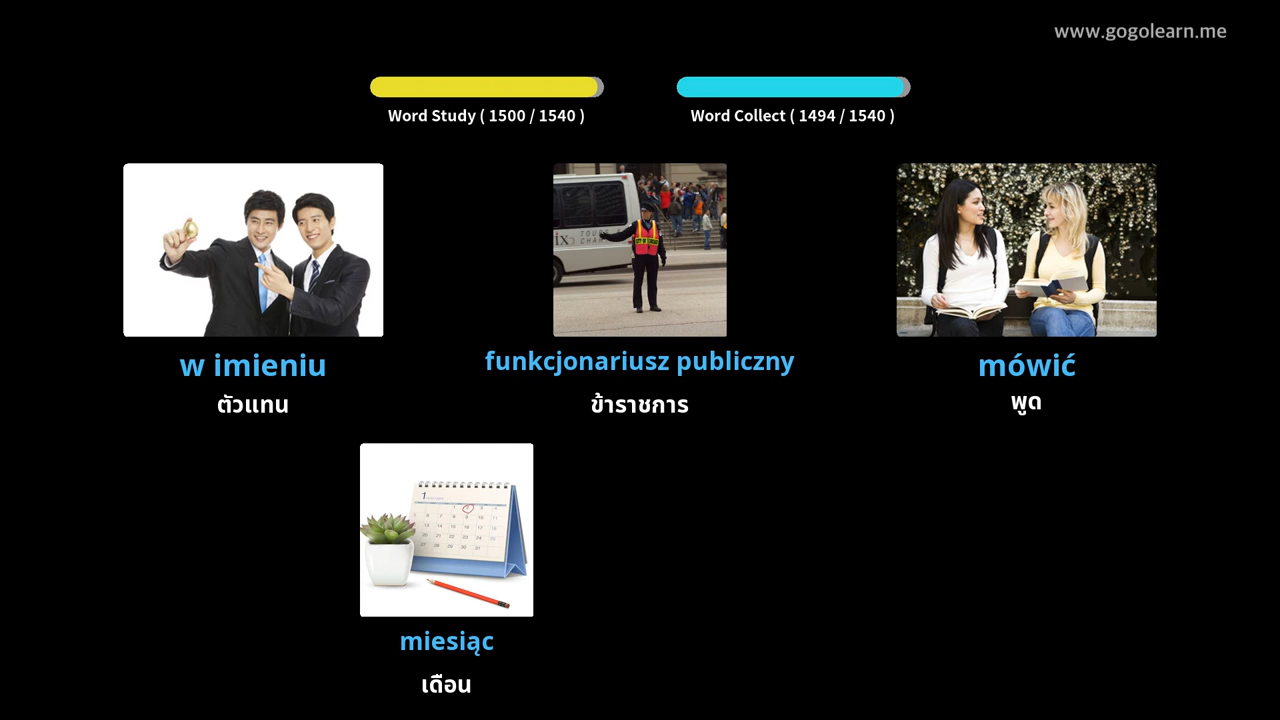 www.gogolearn.me
Word Study ( 1500 / 1540 )
Word Collect ( 1494 / 1540 )
w imieniu
ตัวแทน
funkcjonariusz publiczny
ข้าราชการ
mówić
พูด
miesiąc
เดือน